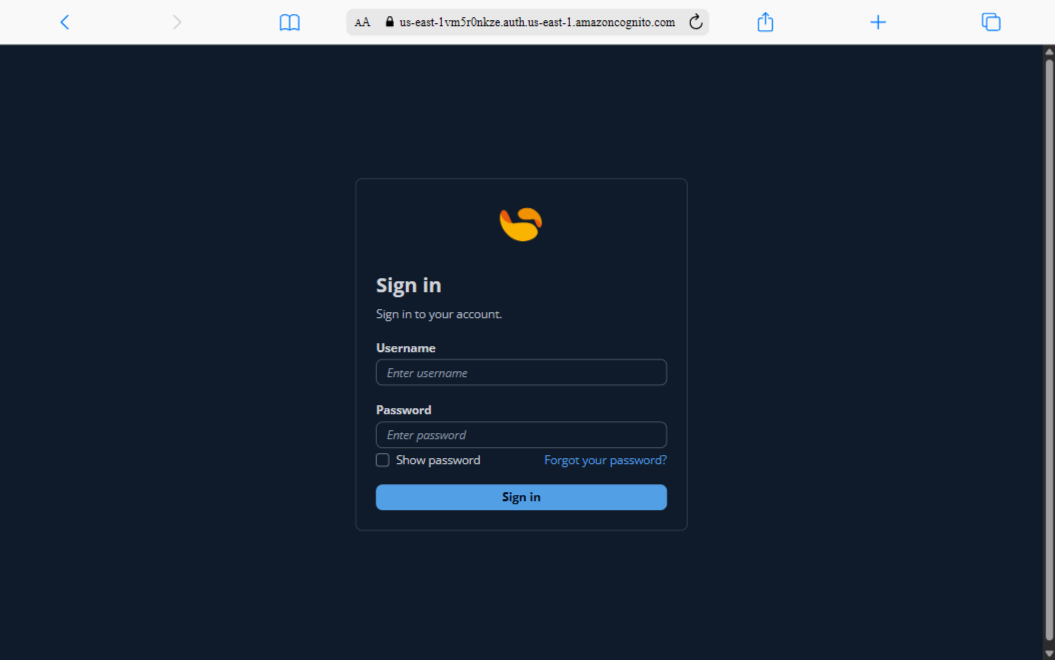 AA us-east-1vm5r0nkze.auth.us-east-1.amazoncognito.com
Sign in
Sign in to your account.
Username
Enter username
Password
Enter password
Show password Forgot your password?
Sign in